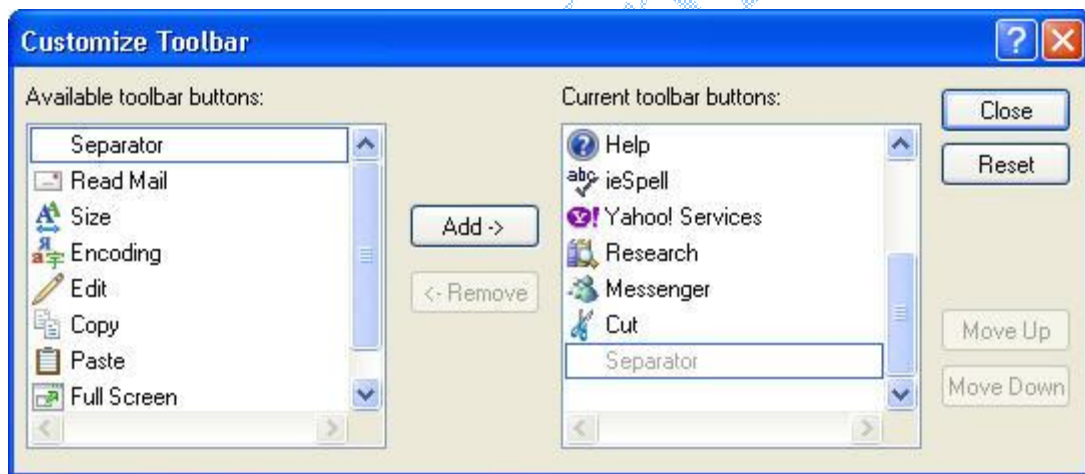 Customize Toolbar
Available toolbar buttons:
Separator
Read Mail
Size
Encoding
Edit
Copy
Paste
Full Screen
Add ->
<- Remove
Current toolbar buttons:
Help
ieSpell
Yahoo! Services
Research
Messenger
Cut
Separator
Close
Reset
Move Up
Move Down